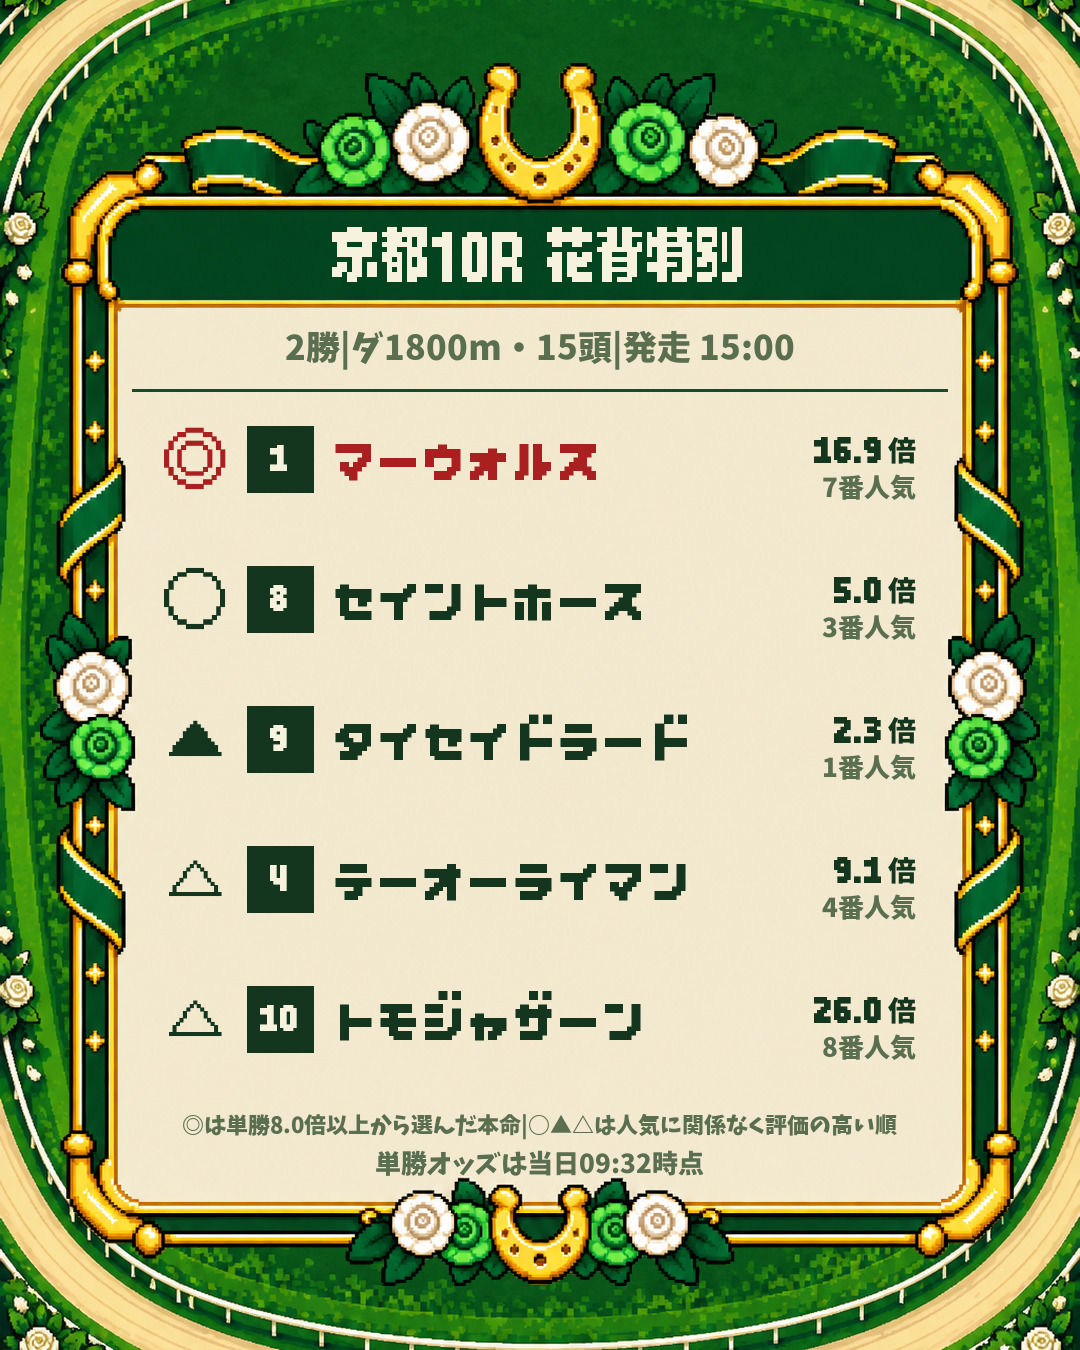 京都10R 花背特別
2勝|ダ1800m・15頭|発走 15:00
◎ 1 マーウォルス 16.9倍
7番人気
○ 8 セイントホース 5.0倍
3番人気
▲ 9 タイセイドラード 2.3倍
1番人気
△ 4 テーオーライマン 9.1倍
4番人気
△ 10 トモジャザーン 26.0倍
8番人気
◎は単勝8.0倍以上から選んだ本命|○▲△は人気に関係なく評価の高い順
単勝オッズは当日09:32時点